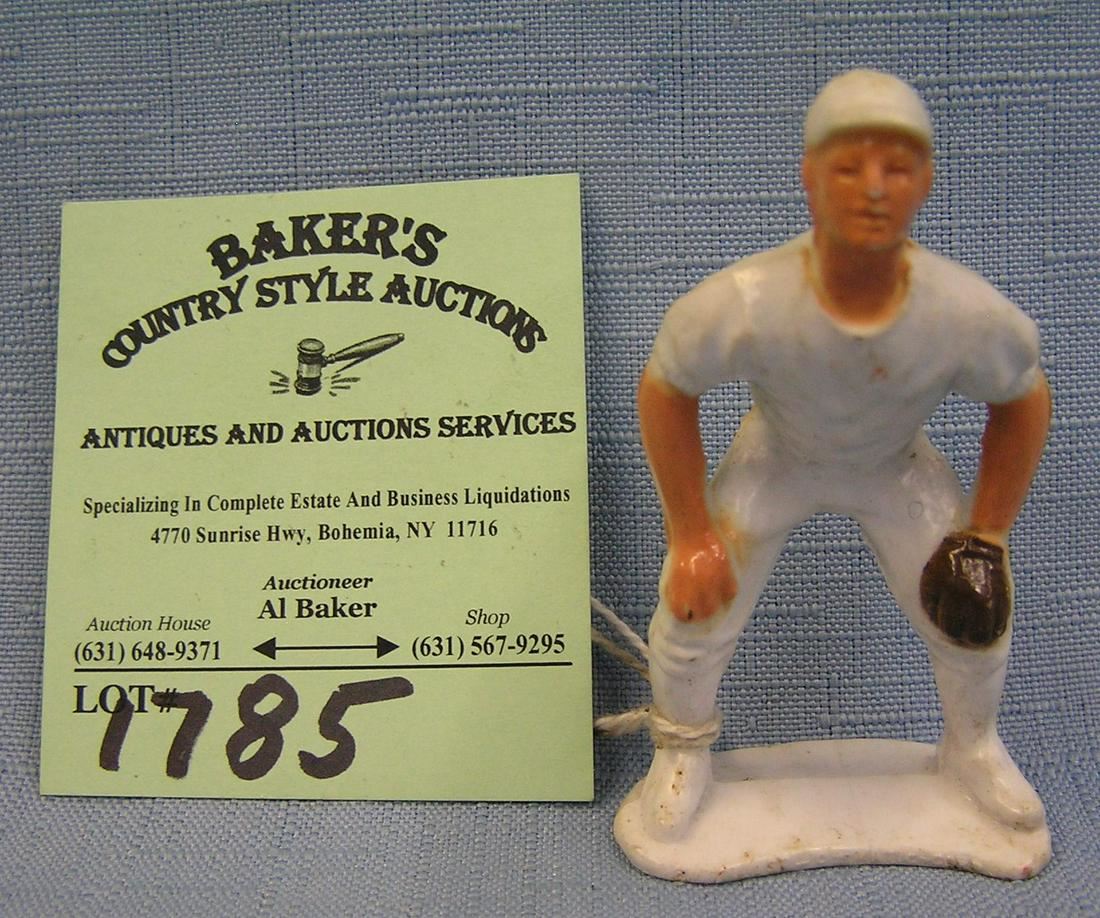 BAKER'S
COUNTRY STYLE AUCTIONS
ANTIQUES AND AUCTIONS SERVICES
Specializing In Complete Estate And Business Liquidations
4770 Sunrise Hwy, Bohemia, NY 11716
Auctioneer
Al Baker
Auction House
(631) 648-9371
Shop
(631) 567-9295
LOT# 1785